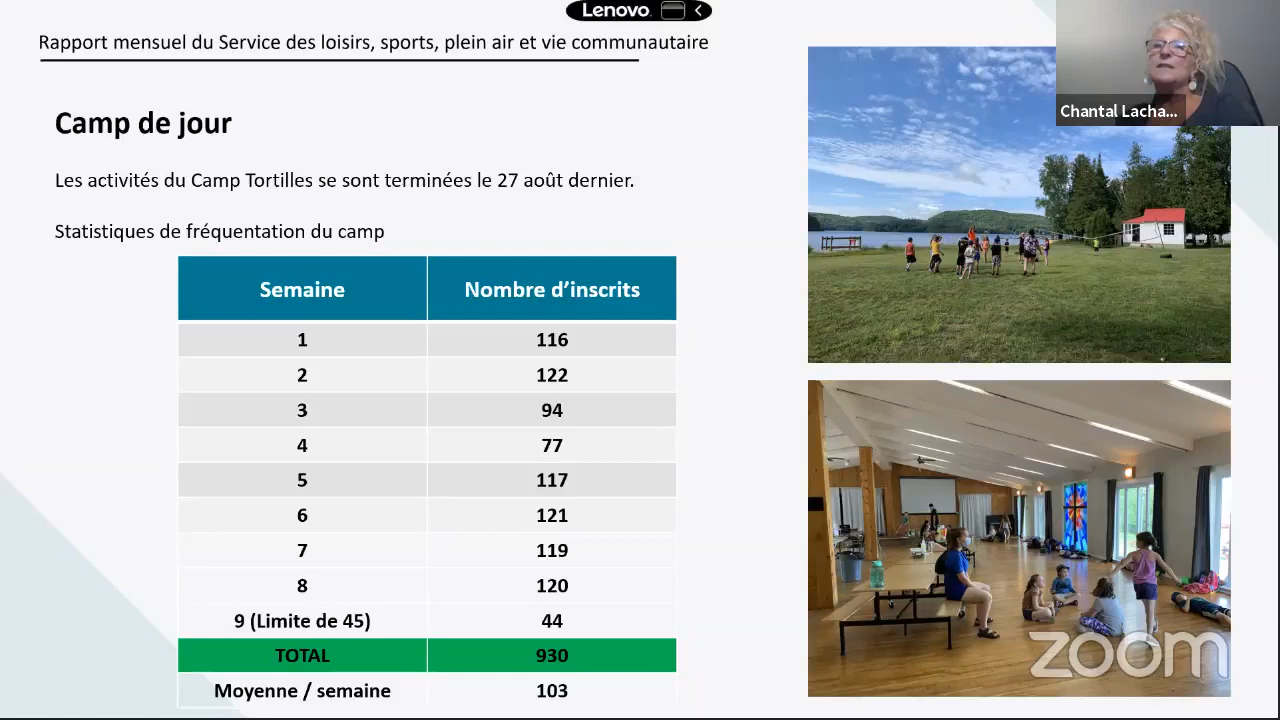 Lenovo
Rapport mensuel du Service des loisirs, sports, plein air et vie communautaire
Chantal Lacha...
Camp de jour
Les activités du Camp Tortilles se sont terminées le 27 août dernier.
Statistiques de fréquentation du camp
Semaine Nombre d’inscrits
1 116
2 122
3 94
4 77
5 117
6 121
7 119
8 120
9 (Limite de 45) 44
TOTAL 930
Moyenne / semaine 103
zoom